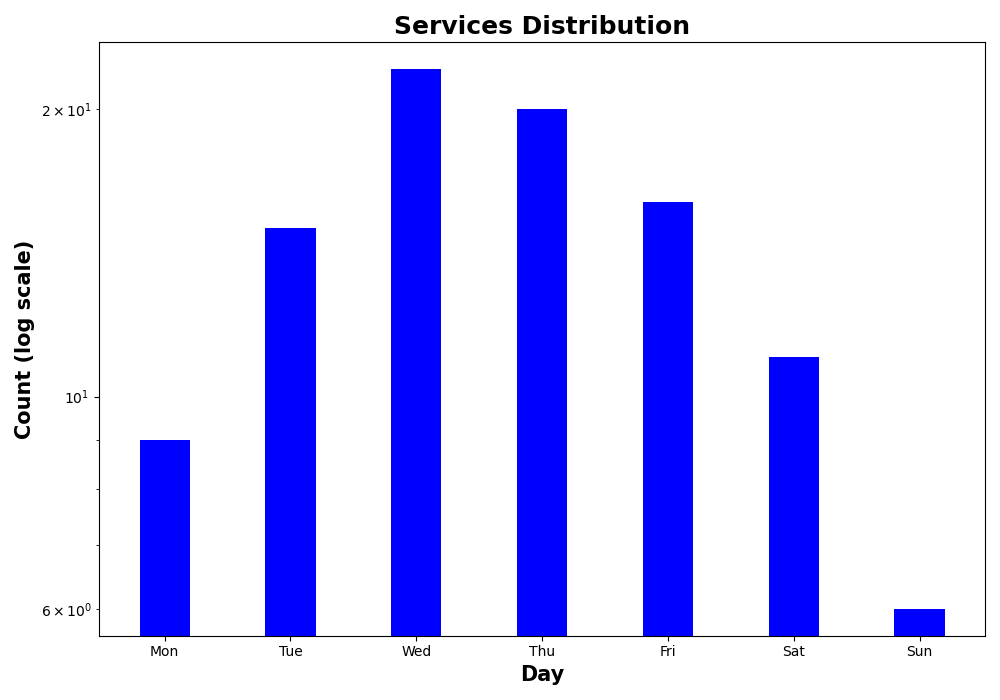 Services Distribution
Count (log scale)
2 × 10¹
10¹
6 × 10⁰
Mon Tue Wed Thu Fri Sat Sun
Day